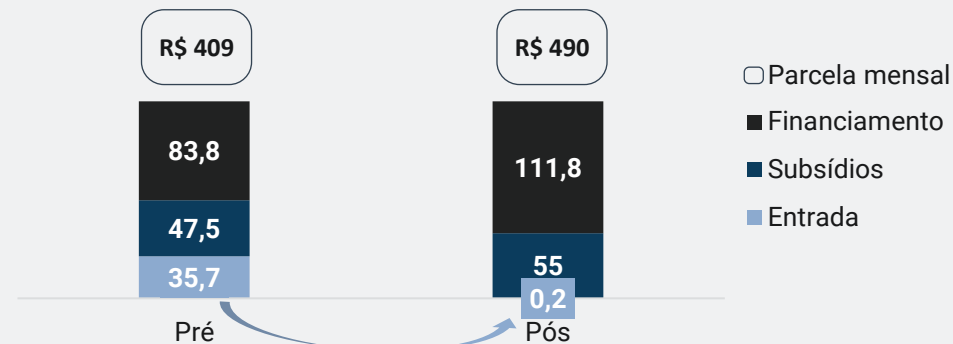 R$ 409
R$ 490
Parcela mensal
Financiamento
Subsídios
Entrada
83,8
111,8
47,5
55
35,7
0,2
Pré
Pós